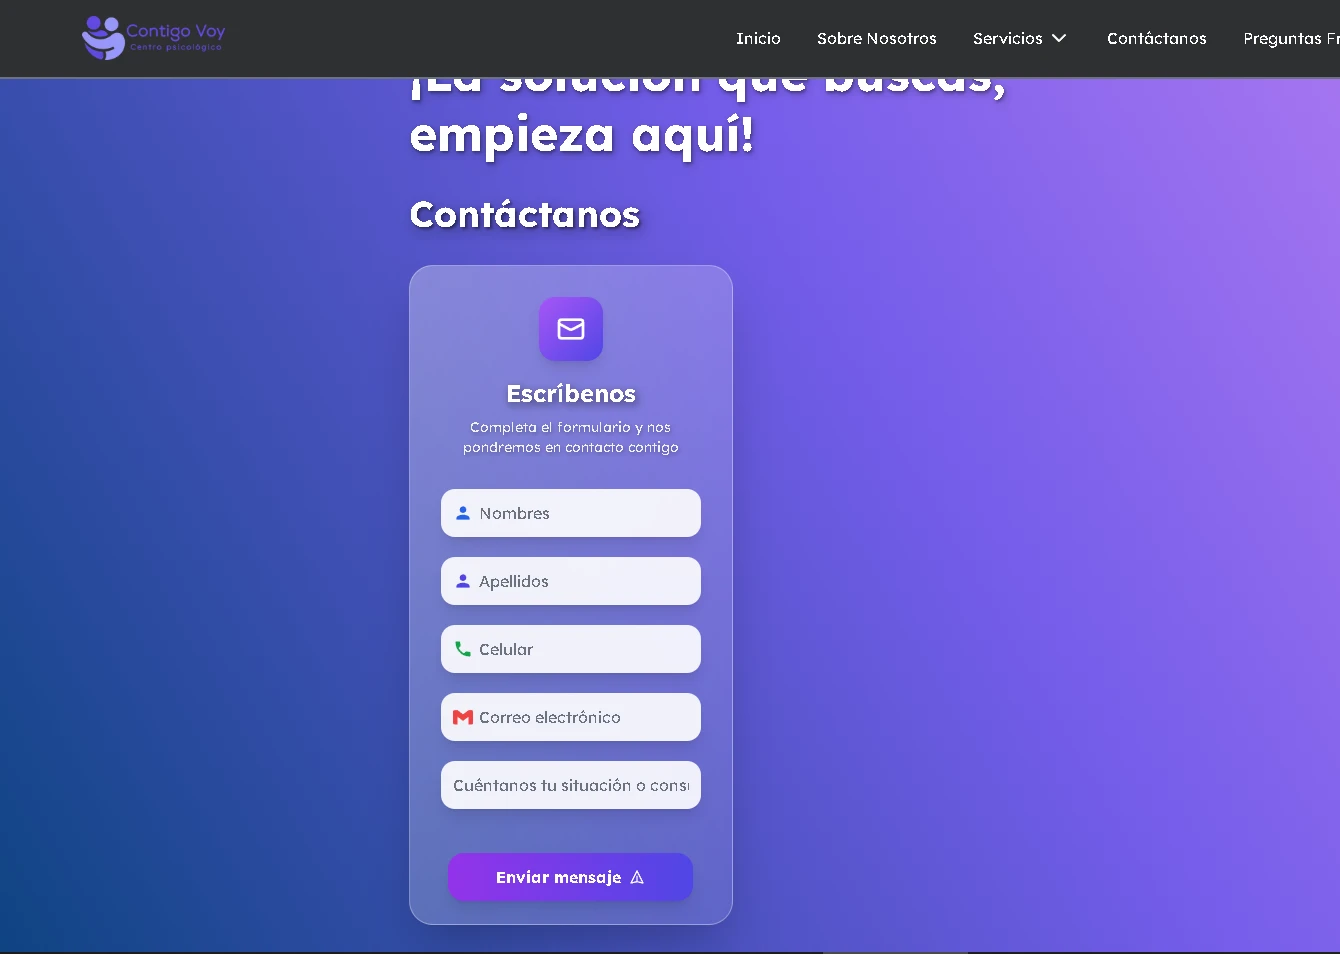 Contigo Voy
Centro psicológico
Inicio
Sobre Nosotros
Servicios
Contáctanos
Preguntas Fr
¡La solución que buscas,
empieza aquí!
Contáctanos
Escríbenos
Completa el formulario y nos
pondremos en contacto contigo
Nombres
Apellidos
Celular
Correo electrónico
Cuéntanos tu situación o cons
Enviar mensaje